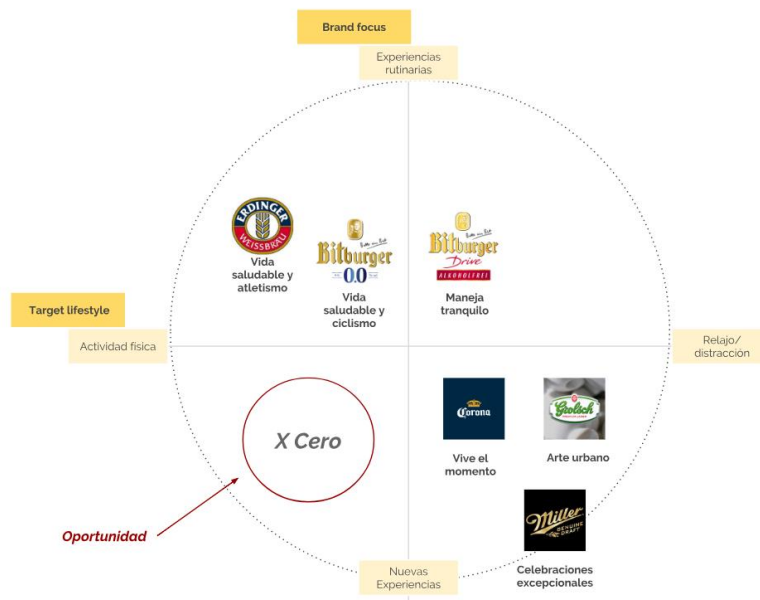 Brand focus
Experiencias
rutinarias
ERDINGER
WEISSBRÄU
Vida
saludable y
atletismo
Bitburger
0.0
Vida
saludable y
ciclismo
Bitburger
Drive
ALKOHOLFREI
Maneja
tranquilo
Target lifestyle
Actividad fisica
Relajo/
distracción
X Cero
Corona
Vive el
momento
Grolsch
Arte urbano
Oportunidad
Miller
GENUINE
DRAFT
Nuevas
Experiencias
Celebraciones
excepcionales